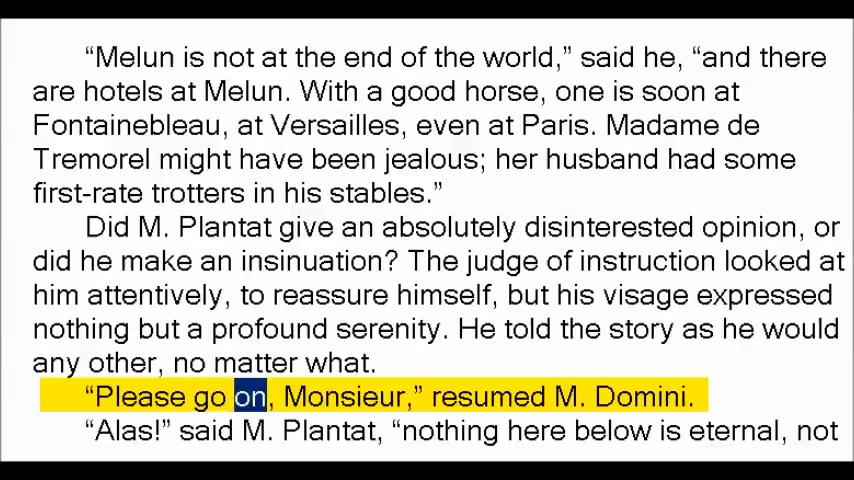 “Melun is not at the end of the world,” said he, “and there
are hotels at Melun. With a good horse, one is soon at
Fontainebleau, at Versailles, even at Paris. Madame de
Tremorel might have been jealous; her husband had some
first-rate trotters in his stables.”
Did M. Plantat give an absolutely disinterested opinion, or
did he make an insinuation? The judge of instruction looked at
him attentively, to reassure himself, but his visage expressed
nothing but a profound serenity. He told the story as he would
any other, no matter what.
“Please go on, Monsieur,” resumed M. Domini.
“Alas!” said M. Plantat, “nothing here below is eternal, not